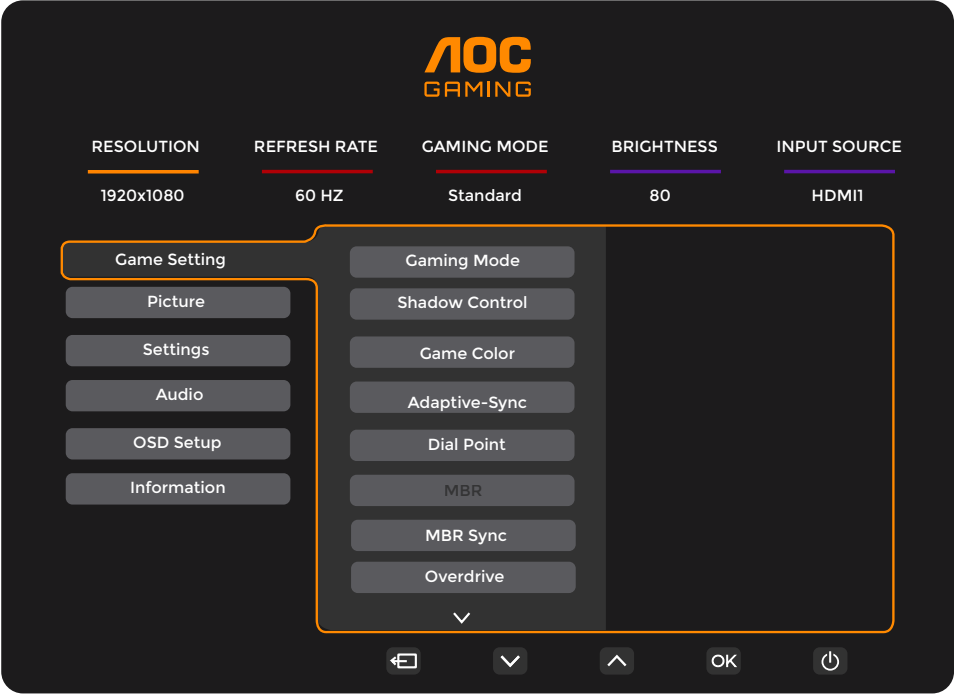 AOC
GAMING
RESOLUTION REFRESH RATE GAMING MODE BRIGHTNESS INPUT SOURCE
1920x1080 60 HZ Standard 80 HDMI1
Game Setting
Picture
Settings
Audio
OSD Setup
Information
Gaming Mode
Shadow Control
Game Color
Adaptive-Sync
Dial Point
MBR
MBR Sync
Overdrive
OK